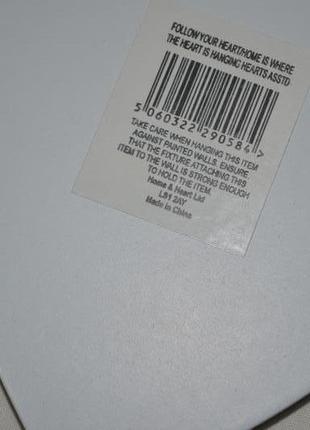 FOLLOW YOUR HEART/HOME IS WHERE
THE HEART IS HANGING HEARTS ASSTD
5 060322 290584 >
TAKE CARE WHEN HANGING THIS ITEM
AGAINST PAINTED WALLS. ENSURE
THAT THE FIXTURE ATTACHING THIS
ITEM TO THE WALL IS STRONG ENOUGH
TO HOLD THE ITEM.
Home & Heart Ltd
L91 2AY
Made in China